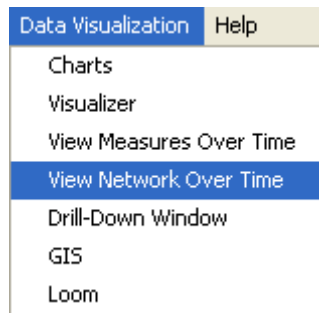 Data Visualization Help
Charts
Visualizer
View Measures Over Time
View Network Over Time
Drill-Down Window
GIS
Loom